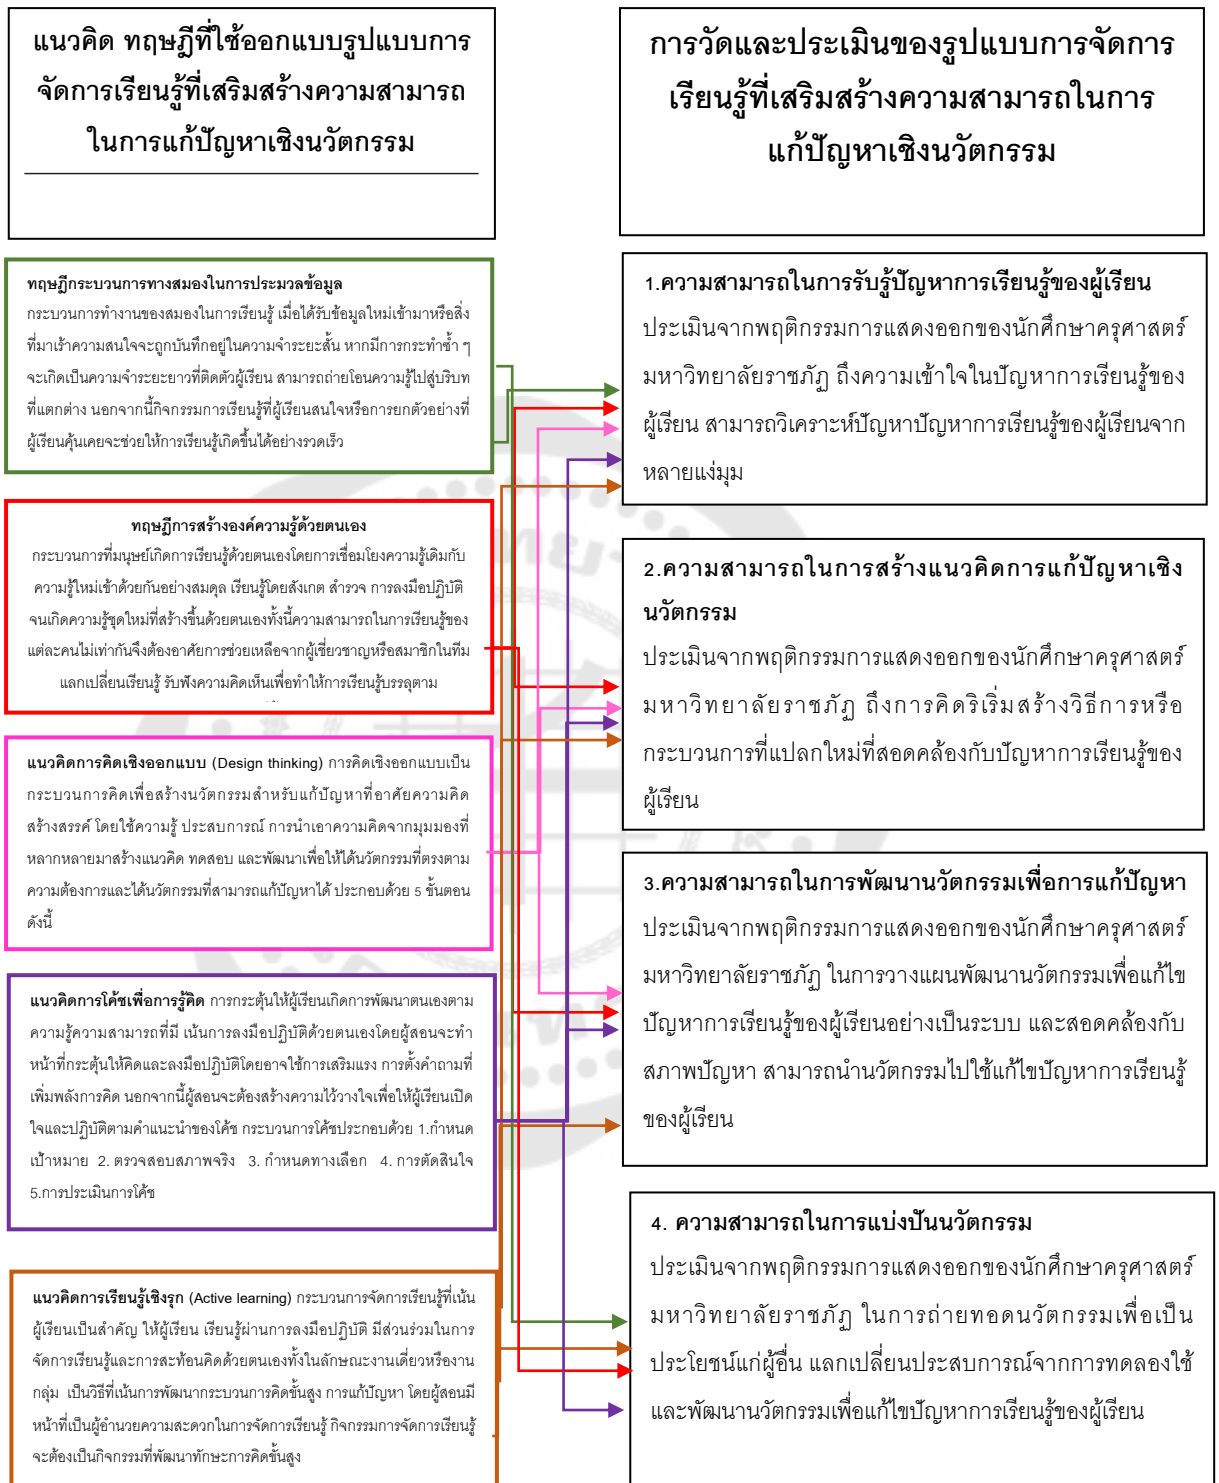 แนวคิด ทฤษฎีที่ใช้ออกแบบรูปแบบการ
จัดการเรียนรู้ที่เสริมสร้างความสามารถ
ในการแก้ปัญหาเชิงนวัตกรรม
ทฤษฎีกระบวนการทางสมองในการประมวลข้อมูล
กระบวนการทำงานของสมองในการเรียนรู้ เมื่อได้รับข้อมูลใหม่เข้ามาหรือสิ่ง
ที่มาเร้าความสนใจจะถูกบันทึกอยู่ในความจำระยะสั้น หากมีการกระทำซ้ำ ๆ
จะเกิดเป็นความจำระยะยาวที่ติดตัวผู้เรียน สามารถถ่ายโอนความรู้ไปสู่บริบท
ที่แตกต่าง นอกจากนี้กิจกรรมการเรียนรู้ที่ผู้เรียนสนใจหรือการยกตัวอย่างที่
ผู้เรียนคุ้นเคยจะช่วยให้การเรียนรู้เกิดขึ้นได้อย่างรวดเร็ว
ทฤษฎีการสร้างองค์ความรู้ด้วยตนเอง
กระบวนการที่มนุษย์เกิดการเรียนรู้ด้วยตนเองโดยการเชื่อมโยงความรู้เดิมกับ
ความรู้ใหม่เข้าด้วยกันอย่างสมดุล เรียนรู้โดยสังเกต สำรวจ การลงมือปฏิบัติ
จนเกิดความรู้ชุดใหม่ที่สร้างขึ้นด้วยตนเองทั้งนี้ความสามารถในการเรียนรู้ของ
แต่ละคนไม่เท่ากันจึงต้องอาศัยการช่วยเหลือจากผู้เชี่ยวชาญหรือสมาชิกในทีม
แลกเปลี่ยนเรียนรู้ รับฟังความคิดเห็นเพื่อทำให้การเรียนรู้บรรลุตาม
แนวคิดการคิดเชิงออกแบบ (Design thinking) การคิดเชิงออกแบบเป็น
กระบวนการคิดเพื่อสร้างนวัตกรรมสำหรับแก้ปัญหาที่อาศัยความคิด
สร้างสรรค์ โดยใช้ความรู้ ประสบการณ์ การนำเอาความคิดจากมุมมองที่
หลากหลายมาสร้างแนวคิด ทดสอบ และพัฒนาเพื่อให้ได้นวัตกรรมที่ตรงตาม
ความต้องการและได้นวัตกรรมที่สามารถแก้ปัญหาได้ ประกอบด้วย 5 ขั้นตอน
ดังนี้
แนวคิดการโค้ชเพื่อการรู้คิด การกระตุ้นให้ผู้เรียนเกิดการพัฒนาตนเองตาม
ความรู้ความสามารถที่มี เน้นการลงมือปฏิบัติด้วยตนเองโดยผู้สอนจะทำ
หน้าที่กระตุ้นให้คิดและลงมือปฏิบัติโดยอาจใช้การเสริมแรง การตั้งคำถามที่
เพิ่มพลังการคิด นอกจากนี้ผู้สอนจะต้องสร้างความไว้วางใจเพื่อให้ผู้เรียนเปิด
ใจและปฏิบัติตามคำแนะนำของโค้ช กระบวนการโค้ชประกอบด้วย 1.กำหนด
เป้าหมาย 2. ตรวจสอบสภาพจริง 3. กำหนดทางเลือก 4. การตัดสินใจ
5.การประเมินการโค้ช
แนวคิดการเรียนรู้เชิงรุก (Active learning) กระบวนการจัดการเรียนรู้ที่เน้น
ผู้เรียนเป็นสำคัญ ให้ผู้เรียน เรียนรู้ผ่านการลงมือปฏิบัติ มีส่วนร่วมในการ
จัดการเรียนรู้และการสะท้อนคิดด้วยตนเองทั้งในลักษณะงานเดี่ยวหรืองาน
กลุ่ม เป็นวิธีที่เน้นการพัฒนากระบวนการคิดขั้นสูง การแก้ปัญหา โดยผู้สอนมี
หน้าที่เป็นผู้อำนวยความสะดวกในการจัดการเรียนรู้ กิจกรรมการจัดการเรียนรู้
จะต้องเป็นกิจกรรมที่พัฒนาทักษะการคิดขั้นสูง
การวัดและประเมินของรูปแบบการจัดการ
เรียนรู้ที่เสริมสร้างความสามารถในการ
แก้ปัญหาเชิงนวัตกรรม
1.ความสามารถในการรับรู้ปัญหาการเรียนรู้ของผู้เรียน
ประเมินจากพฤติกรรมการแสดงออกของนักศึกษาครุศาสตร์
มหาวิทยาลัยราชภัฏ ถึงความเข้าใจในปัญหาการเรียนรู้ของ
ผู้เรียน สามารถวิเคราะห์ปัญหาปัญหาการเรียนรู้ของผู้เรียนจาก
หลายแง่มุม
2.ความสามารถในการสร้างแนวคิดการแก้ปัญหาเชิง
นวัตกรรม
ประเมินจากพฤติกรรมการแสดงออกของนักศึกษาครุศาสตร์
มหาวิทยาลัยราชภัฏ ถึงการคิดริเริ่มสร้างวิธีการหรือ
กระบวนการที่แปลกใหม่ที่สอดคล้องกับปัญหาการเรียนรู้ของ
ผู้เรียน
3.ความสามารถในการพัฒนานวัตกรรมเพื่อการแก้ปัญหา
ประเมินจากพฤติกรรมการแสดงออกของนักศึกษาครุศาสตร์
มหาวิทยาลัยราชภัฏ ในการวางแผนพัฒนานวัตกรรมเพื่อแก้ไข
ปัญหาการเรียนรู้ของผู้เรียนอย่างเป็นระบบ และสอดคล้องกับ
สภาพปัญหา สามารถนำนวัตกรรมไปใช้แก้ไขปัญหาการเรียนรู้
ของผู้เรียน
4. ความสามารถในการแบ่งปันนวัตกรรม
ประเมินจากพฤติกรรมการแสดงออกของนักศึกษาครุศาสตร์
มหาวิทยาลัยราชภัฏ ในการถ่ายทอดนวัตกรรมเพื่อเป็น
ประโยชน์แก่ผู้อื่น แลกเปลี่ยนประสบการณ์จากการทดลองใช้
และพัฒนานวัตกรรมเพื่อแก้ไขปัญหาการเรียนรู้ของผู้เรียน